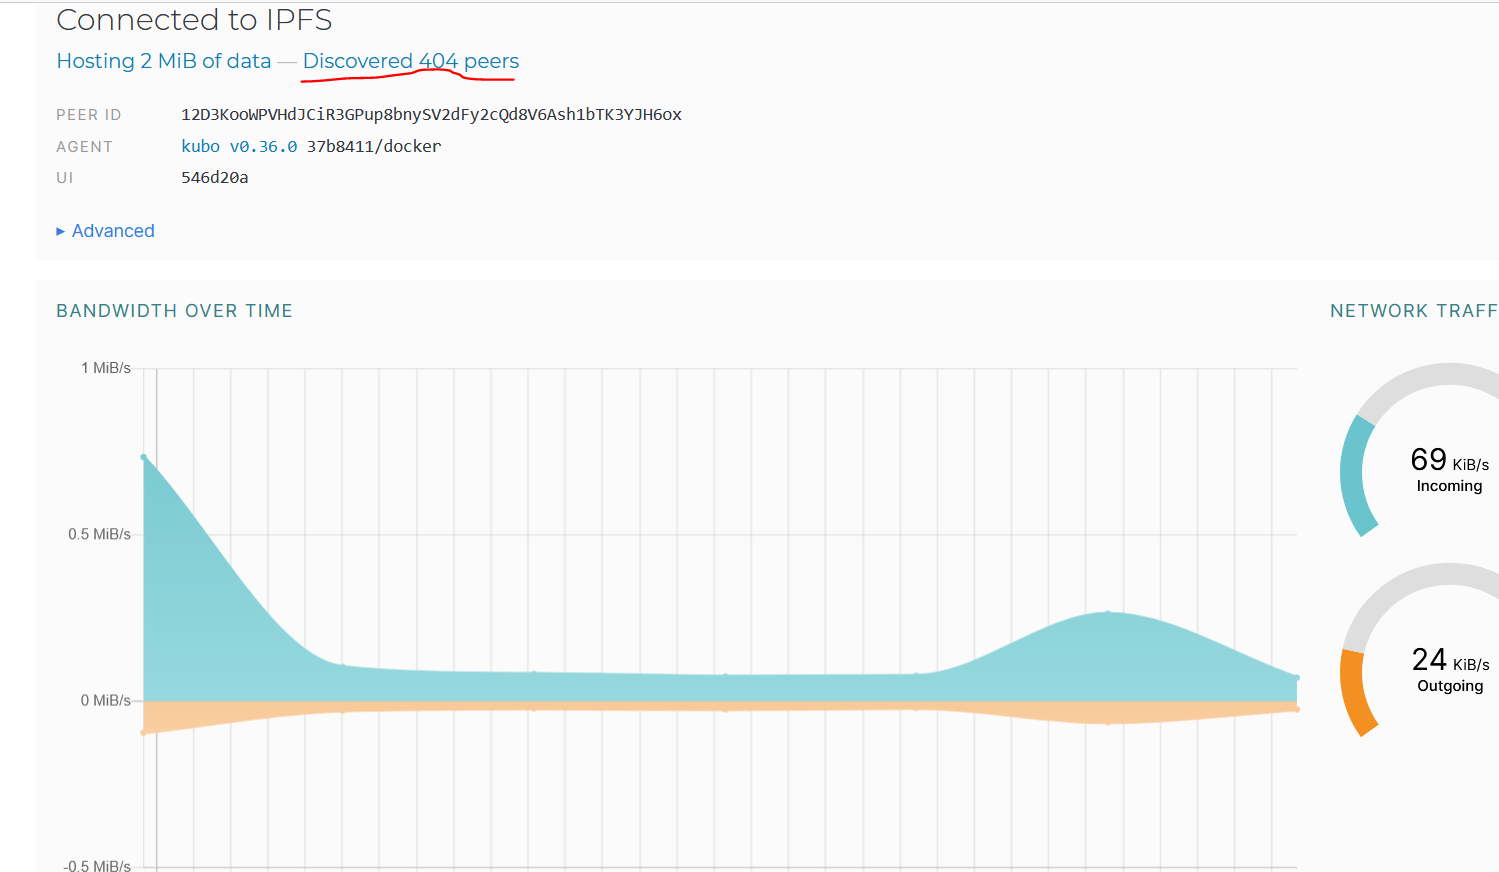 Connected to IPFS
Hosting 2 MiB of data — Discovered 404 peers
PEER ID 12D3KooWPVHdJCiR3GPup8bnySV2dFy2cQd8V6Ash1bTK3YJH6ox
AGENT kubo v0.36.0 37b8411/docker
UI 546d20a
▸ Advanced
BANDWIDTH OVER TIME
NETWORK TRAFF
1 MiB/s
0.5 MiB/s
0 MiB/s
-0.5 MiB/s
69 KiB/s
Incoming
24 KiB/s
Outgoing